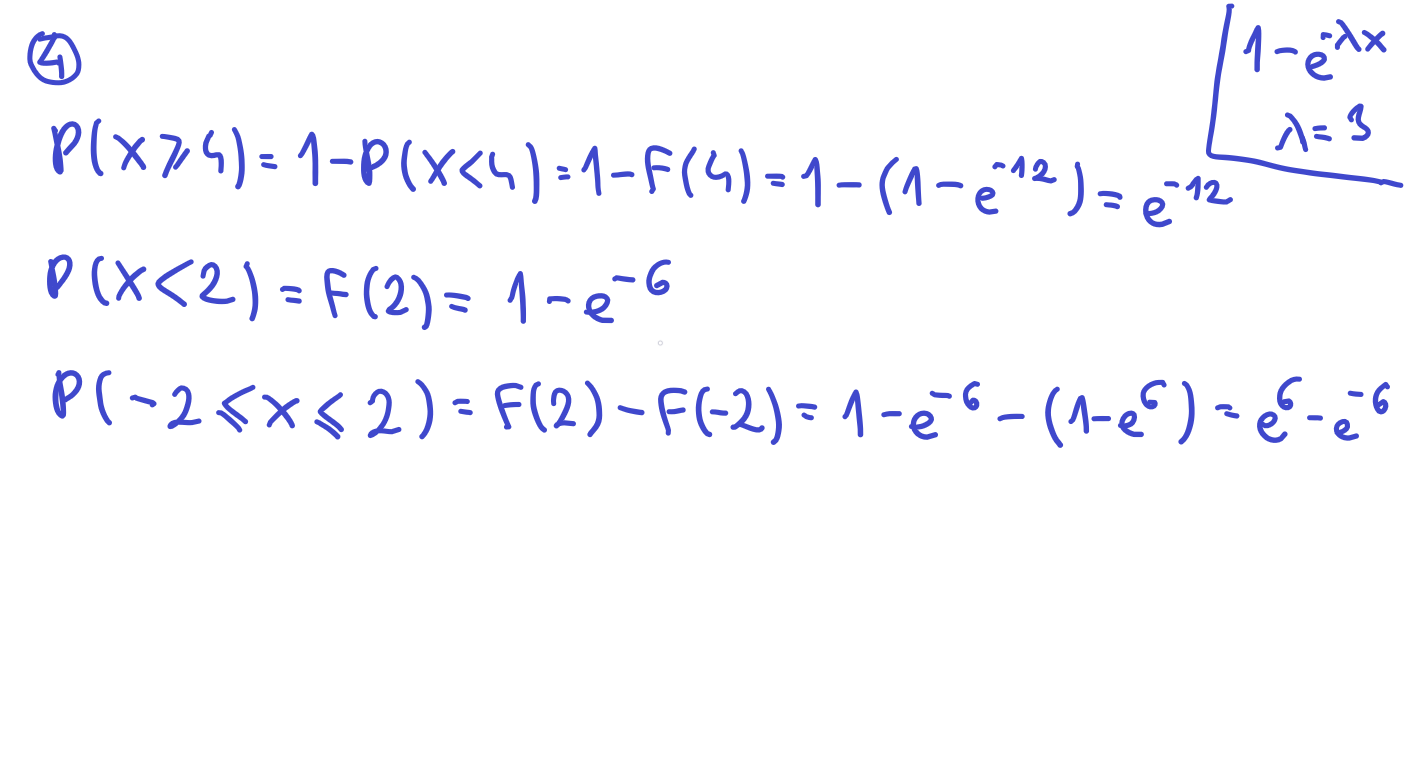 ④
1 - e^{-λx}
λ = 3
P(x ⩾ 4) = 1 - P(x < 4) = 1 - F(4) = 1 - (1 - e^{-12}) = e^{-12}
P(x < 2) = F(2) = 1 - e^{-6}
P(-2 ⩽ x ⩽ 2) = F(2) - F(-2) = 1 - e^{-6} - (1 - e^{6}) = e^{6} - e^{-6}